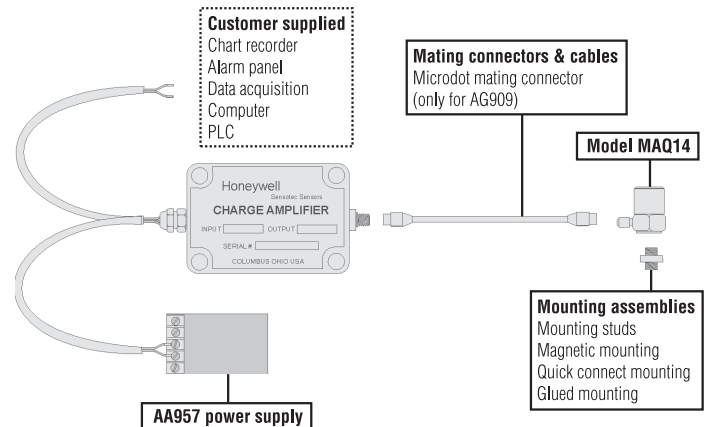 Customer supplied
Chart recorder
Alarm panel
Data acquisition
Computer
PLC
Mating connectors & cables
Microdot mating connector
(only for AG909)
Model MAQ14
Honeywell
Sensotec Sensors
CHARGE AMPLIFIER
INPUT OUTPUT
SERIAL#
COLUMBUS OHIO USA
Mounting assemblies
Mounting studs
Magnetic mounting
Quick connect mounting
Glued mounting
AA957 power supply